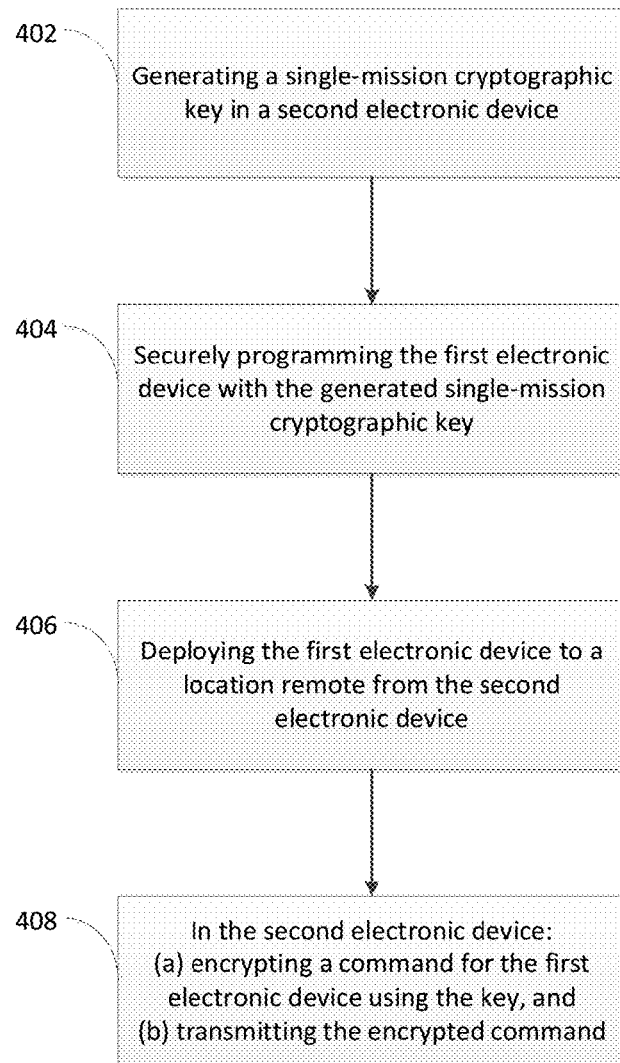 402
Generating a single-mission cryptographic
key in a second electronic device
404
Securely programming the first electronic
device with the generated single-mission
cryptographic key
406
Deploying the first electronic device to a
location remote from the second
electronic device
408
In the second electronic device:
(a) encrypting a command for the first
electronic device using the key, and
(b) transmitting the encrypted command